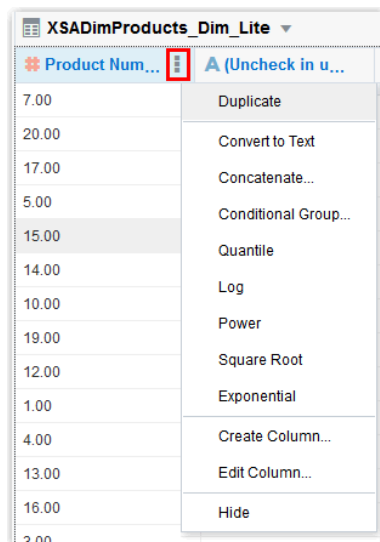 XSADimProducts_Dim_Lite
# Product Num... A (Uncheck in u...
7.00
20.00
17.00
5.00
15.00
14.00
10.00
19.00
12.00
1.00
4.00
13.00
16.00
3.00
Duplicate
Convert to Text
Concatenate...
Conditional Group...
Quantile
Log
Power
Square Root
Exponential
Create Column...
Edit Column...
Hide